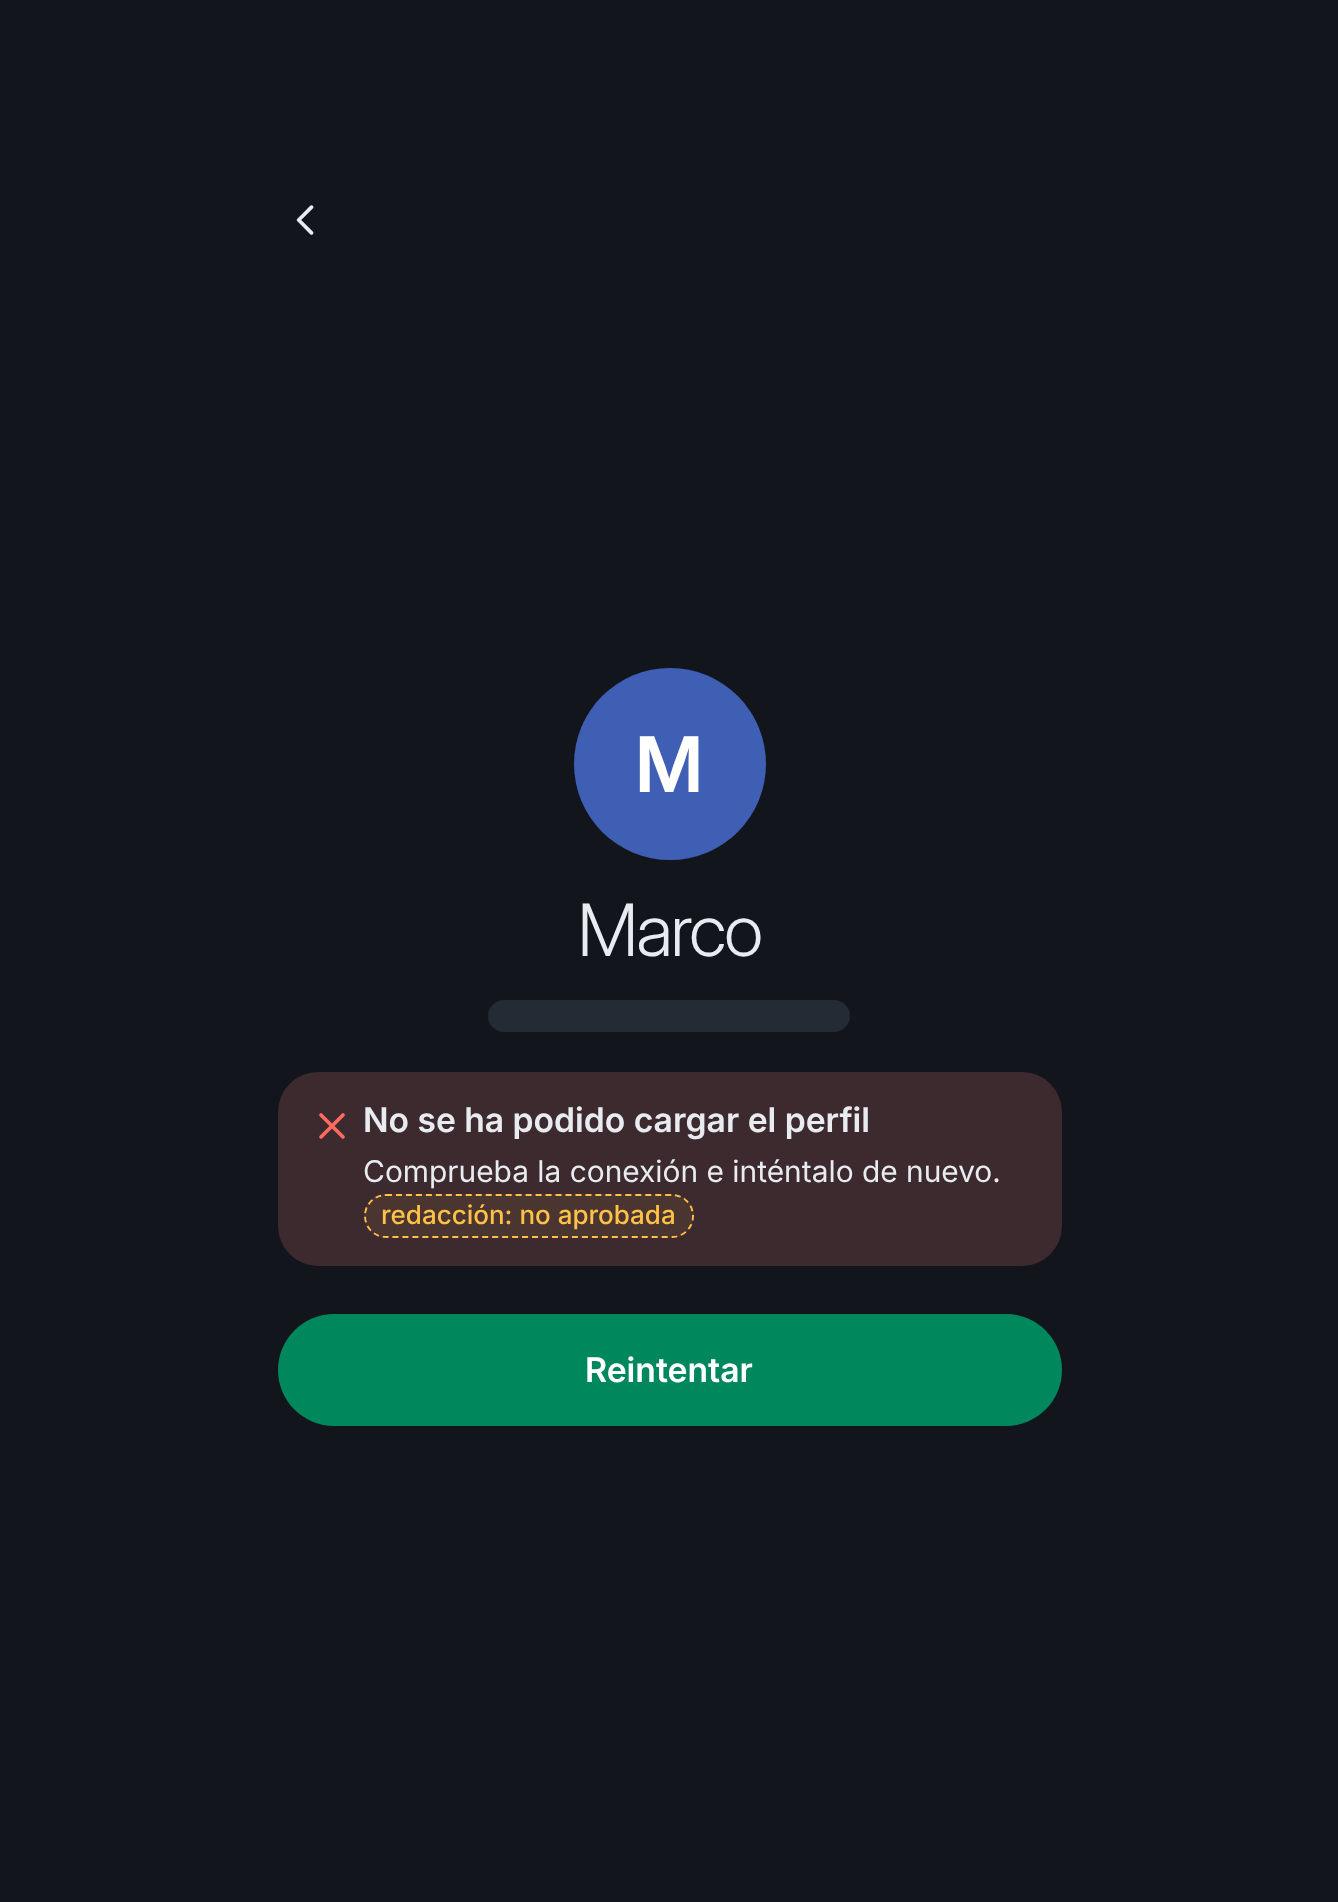 M
Marco
No se ha podido cargar el perfil
Comprueba la conexión e inténtalo de nuevo.
redacción: no aprobada
Reintentar